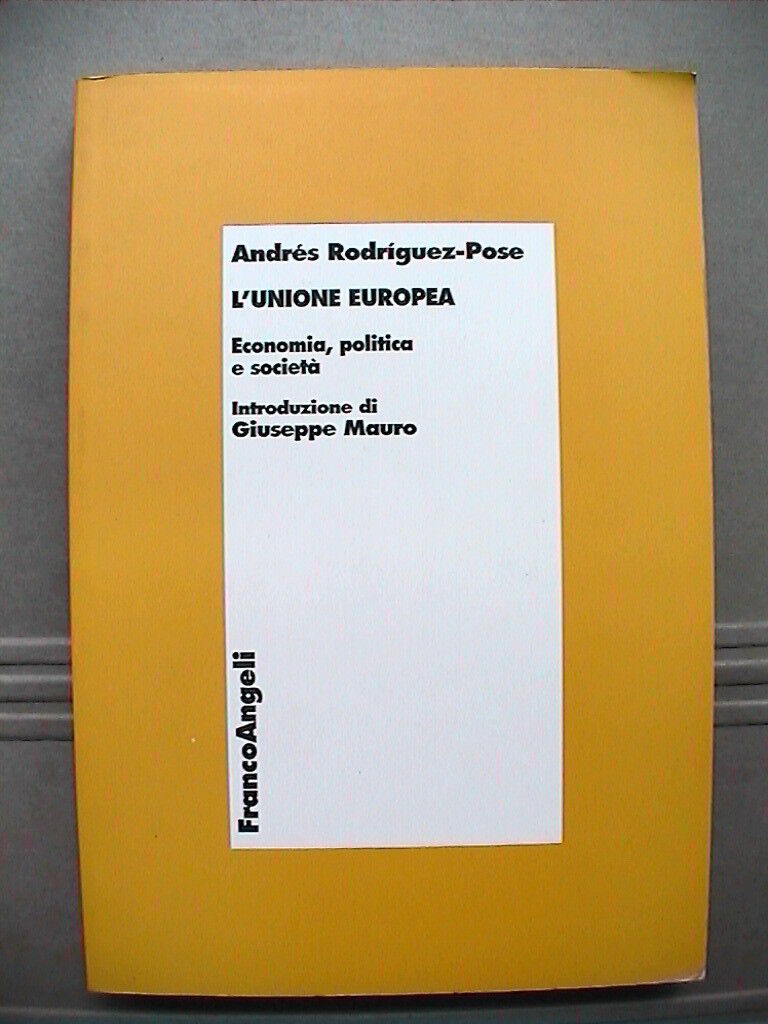 Andrés Rodríguez-Pose
L'UNIONE EUROPEA
Economia, politica
e società
Introduzione di
Giuseppe Mauro
FrancoAngeli